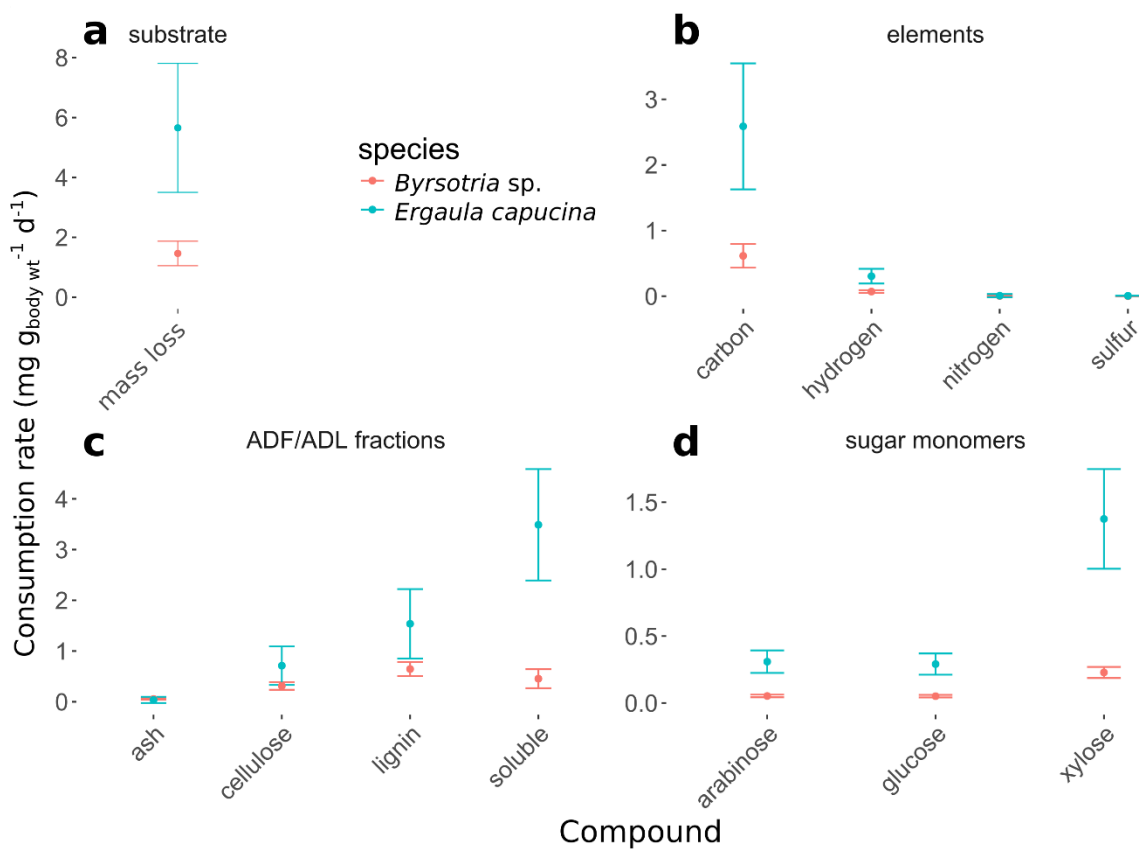 a substrate
8
6
4
2
0
mass loss
species
Byrsotria sp.
Ergaula capucina
b elements
3
2
1
0
carbon
hydrogen
nitrogen
sulfur
Consumption rate (mg g body wt -1 d-1)
c ADF/ADL fractions
4
3
2
1
0
ash
cellulose
lignin
soluble
d sugar monomers
1.5
1.0
0.5
0.0
arabinose
glucose
xylose
Compound